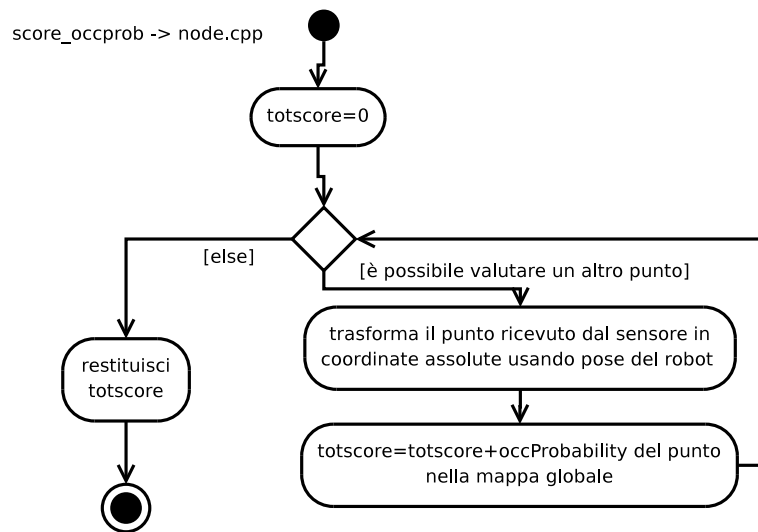 score_occprob -> node.cpp
totscore=0
[else]
[è possibile valutare un altro punto]
trasforma il punto ricevuto dal sensore in
coordinate assolute usando pose del robot
restituisci
totscore
totscore=totscore+occProbability del punto
nella mappa globale